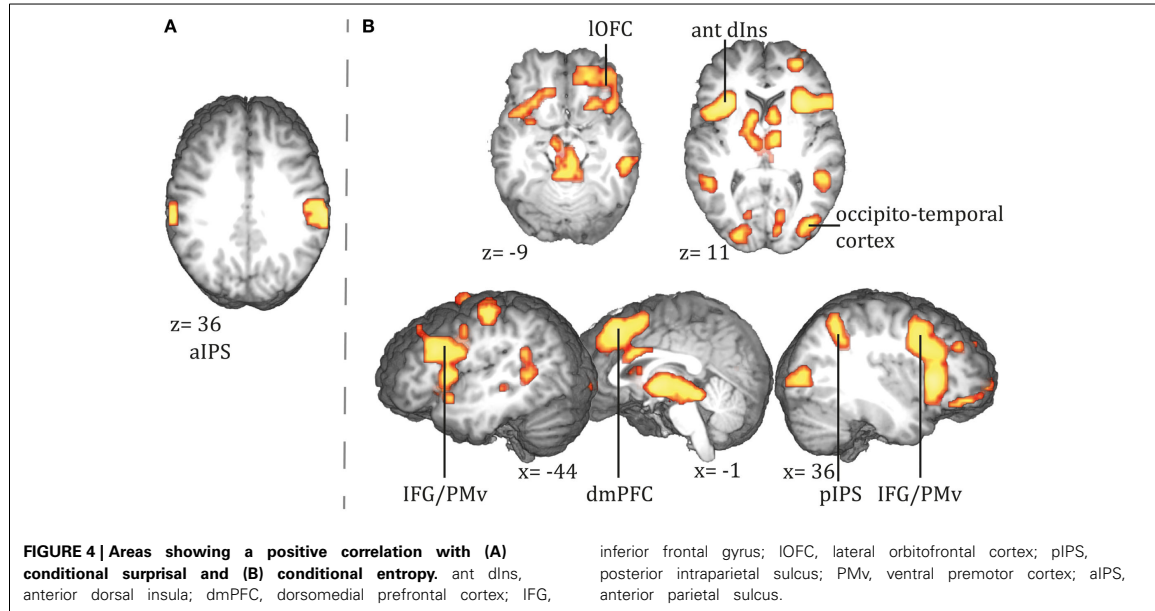 A
B
lOFC
ant dIns
occipito-temporal
cortex
z= -9
z= 11
z= 36
aIPS
x= -44
x= -1
x= 36
IFG/PMv
dmPFC
pIPS
IFG/PMv
FIGURE 4 | Areas showing a positive correlation with (A)
conditional surprisal and (B) conditional entropy. ant dIns,
anterior dorsal insula; dmPFC, dorsomedial prefrontal cortex; IFG,
inferior frontal gyrus; lOFC, lateral orbitofrontal cortex; pIPS,
posterior intraparietal sulcus; PMv, ventral premotor cortex; aIPS,
anterior parietal sulcus.